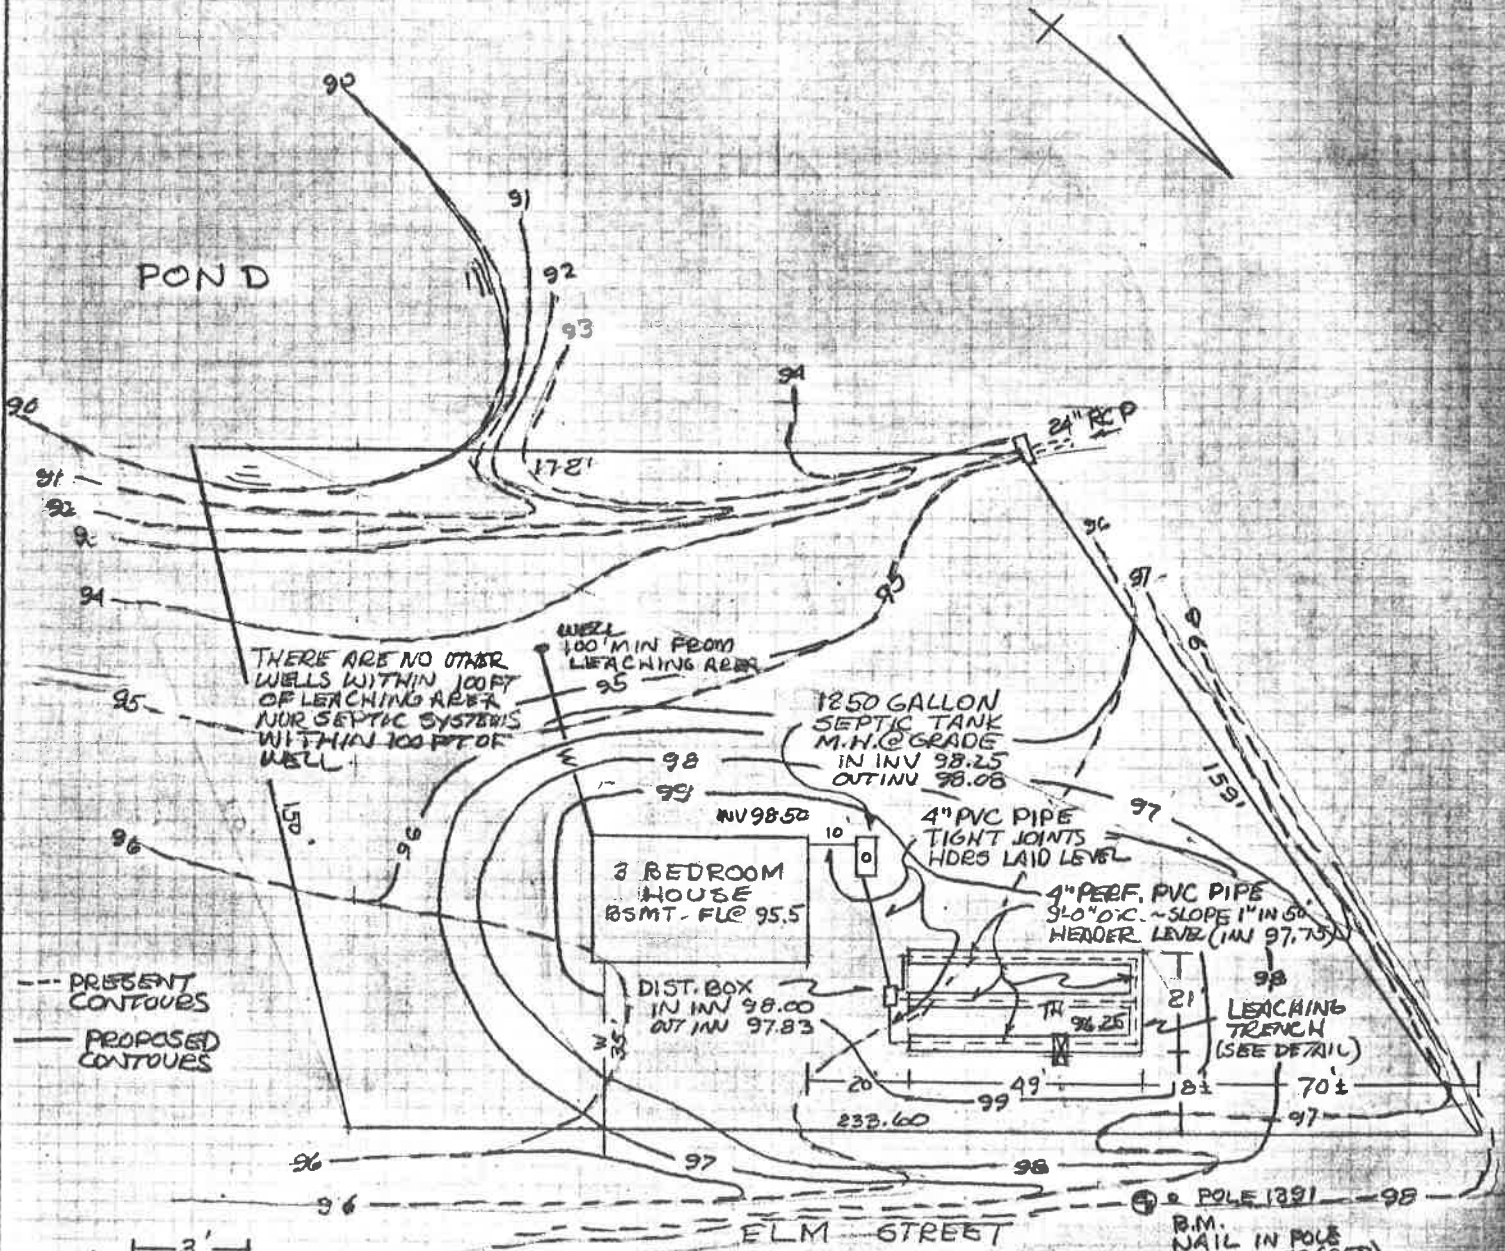 90
91
POND
92
93
94
90
24" RCP
172'
91
92
96
97
98
94
95
WELL
100' MIN FROM
LEACHING AREA
THERE ARE NO OTHER
WELLS WITHIN 100 FT
OF LEACHING AREA
NOR SEPTIC SYSTEMS
WITHIN 100 FT OF
WELL.
95
95
W
1250 GALLON
SEPTIC TANK
M.H. @ GRADE
IN INV 98.25
OUT INV 98.08
98
99
159'
97
150'
96
96
INV 98.50
10
4" PVC PIPE
TIGHT JOINTS
HDRS LAID LEVEL
3 BEDROOM
HOUSE
BSMT. FL @ 95.5
4" PERF. PVC PIPE
~ SLOPE 1" IN 50'
HEADER LEVEL (INV 97.75)
98
--- PRESENT
CONTOURS
— PROPOSED
CONTOURS
DIST. BOX
IN INV 98.00
OUT INV 97.83
W
35'
TH
96.25
21
LEACHING
TRENCH
(SEE DETAIL)
20'
49'
8'±
70'±
99
233.60
97
96
97
98
96
ELM STREET
POLE 1391
98
B.M.
NAIL IN POLE
3'